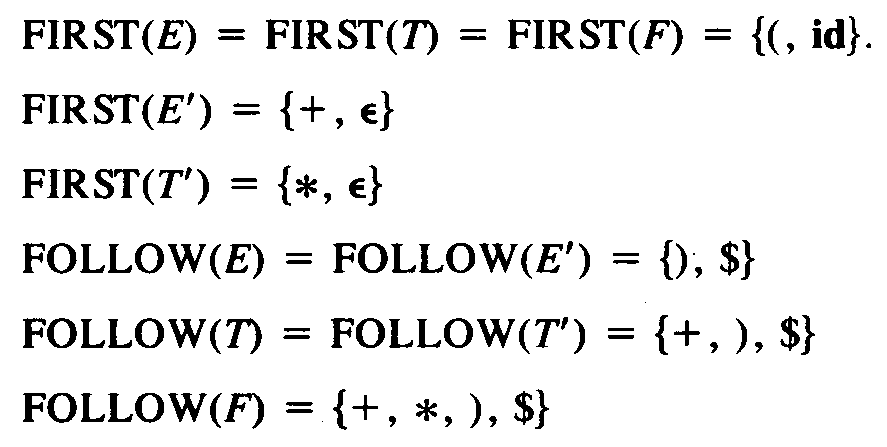 FIRST(E) = FIRST(T) = FIRST(F) = {(, id}.
FIRST(E′) = {+, ϵ}
FIRST(T′) = {*, ϵ}
FOLLOW(E) = FOLLOW(E′) = {), $}
FOLLOW(T) = FOLLOW(T′) = {+, ), $}
FOLLOW(F) = {+, *, ), $}